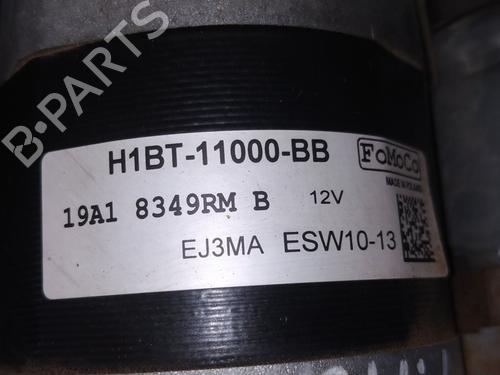 B-PARTS
H1BT-11000-BB
FoMoCo
MADE IN POLAND
19A1 8349RM B 12V
EJ3MA ESW10-13